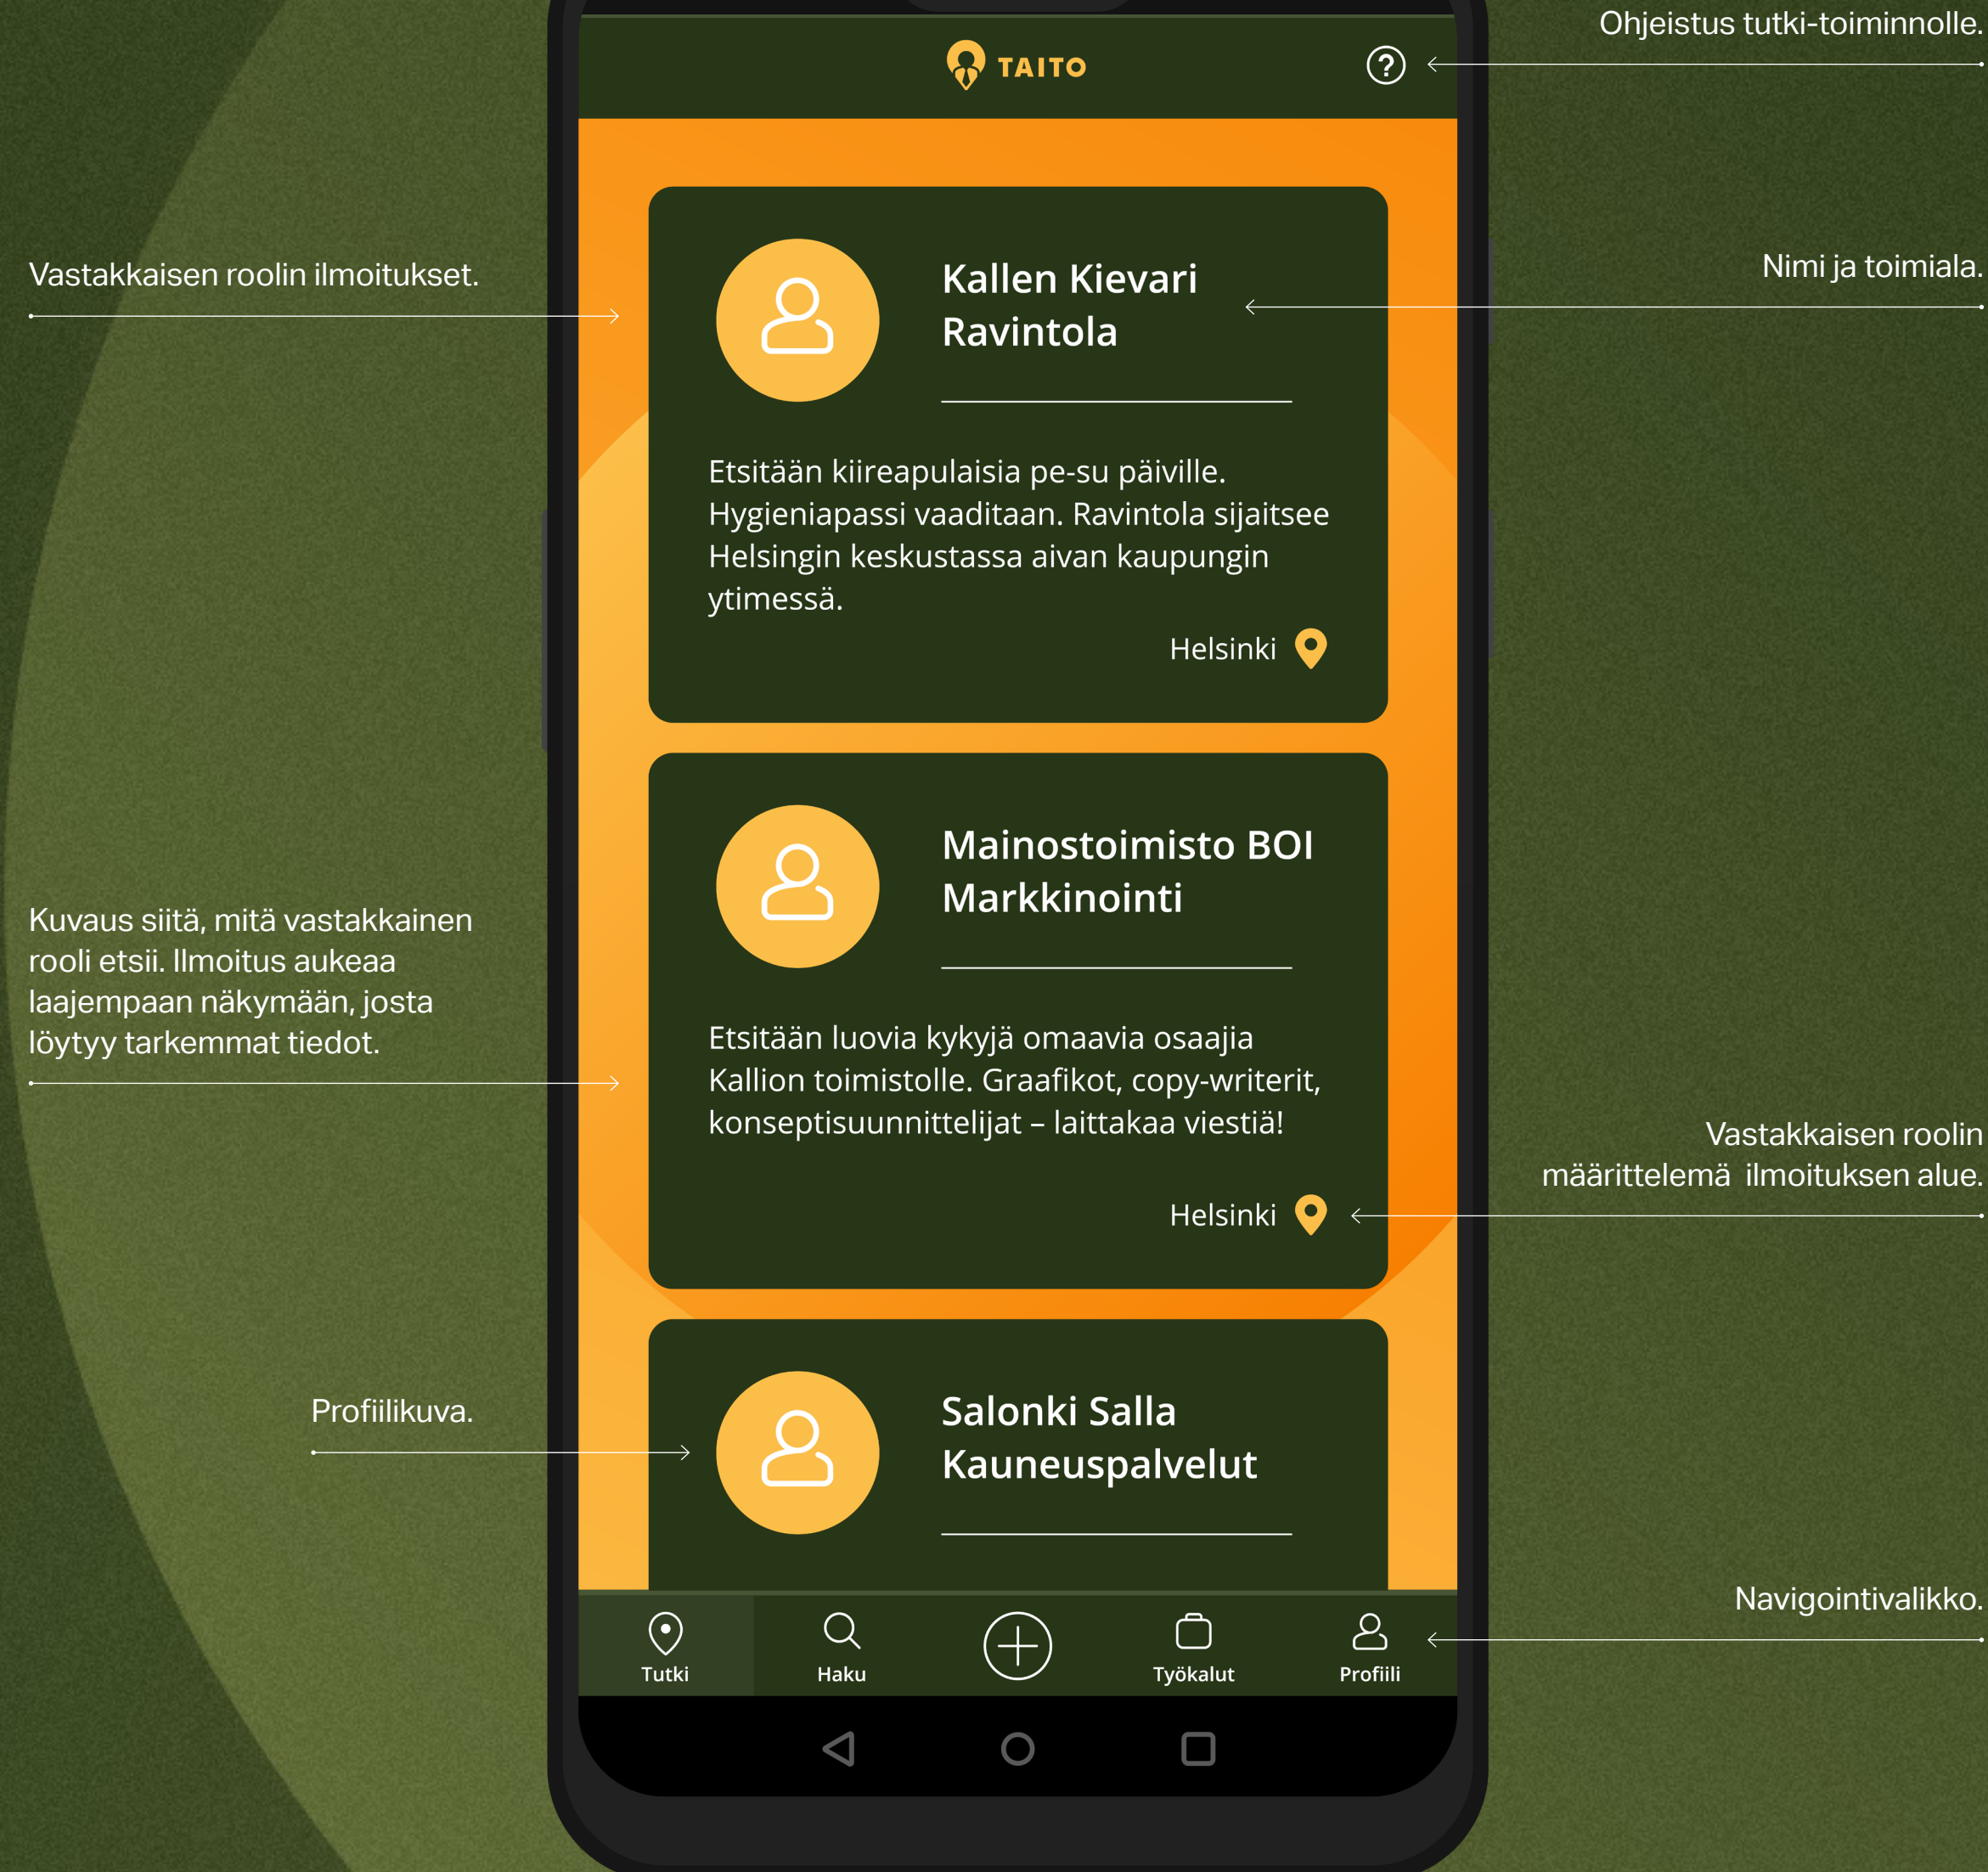 Ohjeistus tutki-toiminnolle.
TAITO
?
Vastakkaisen roolin ilmoitukset.
Nimi ja toimiala.
Kallen Kievari
Ravintola
Etsitään kiireapulaisia pe-su päiville.
Hygieniapassi vaaditaan. Ravintola sijaitsee
Helsingin keskustassa aivan kaupungin
ytimessä.
Helsinki
Mainostoimisto BOI
Markkinointi
Kuvaus siitä, mitä vastakkainen
rooli etsii. Ilmoitus aukeaa
laajempaan näkymään, josta
löytyy tarkemmat tiedot.
Etsitään luovia kykyjä omaavia osaajia
Kallion toimistolle. Graafikot, copy-writerit,
konseptisuunnittelijat – laittakaa viestiä!
Vastakkaisen roolin
määrittelemä  ilmoituksen alue.
Helsinki
Profiilikuva.
Salonki Salla
Kauneuspalvelut
Navigointivalikko.
Tutki
Haku
Työkalut
Profiili